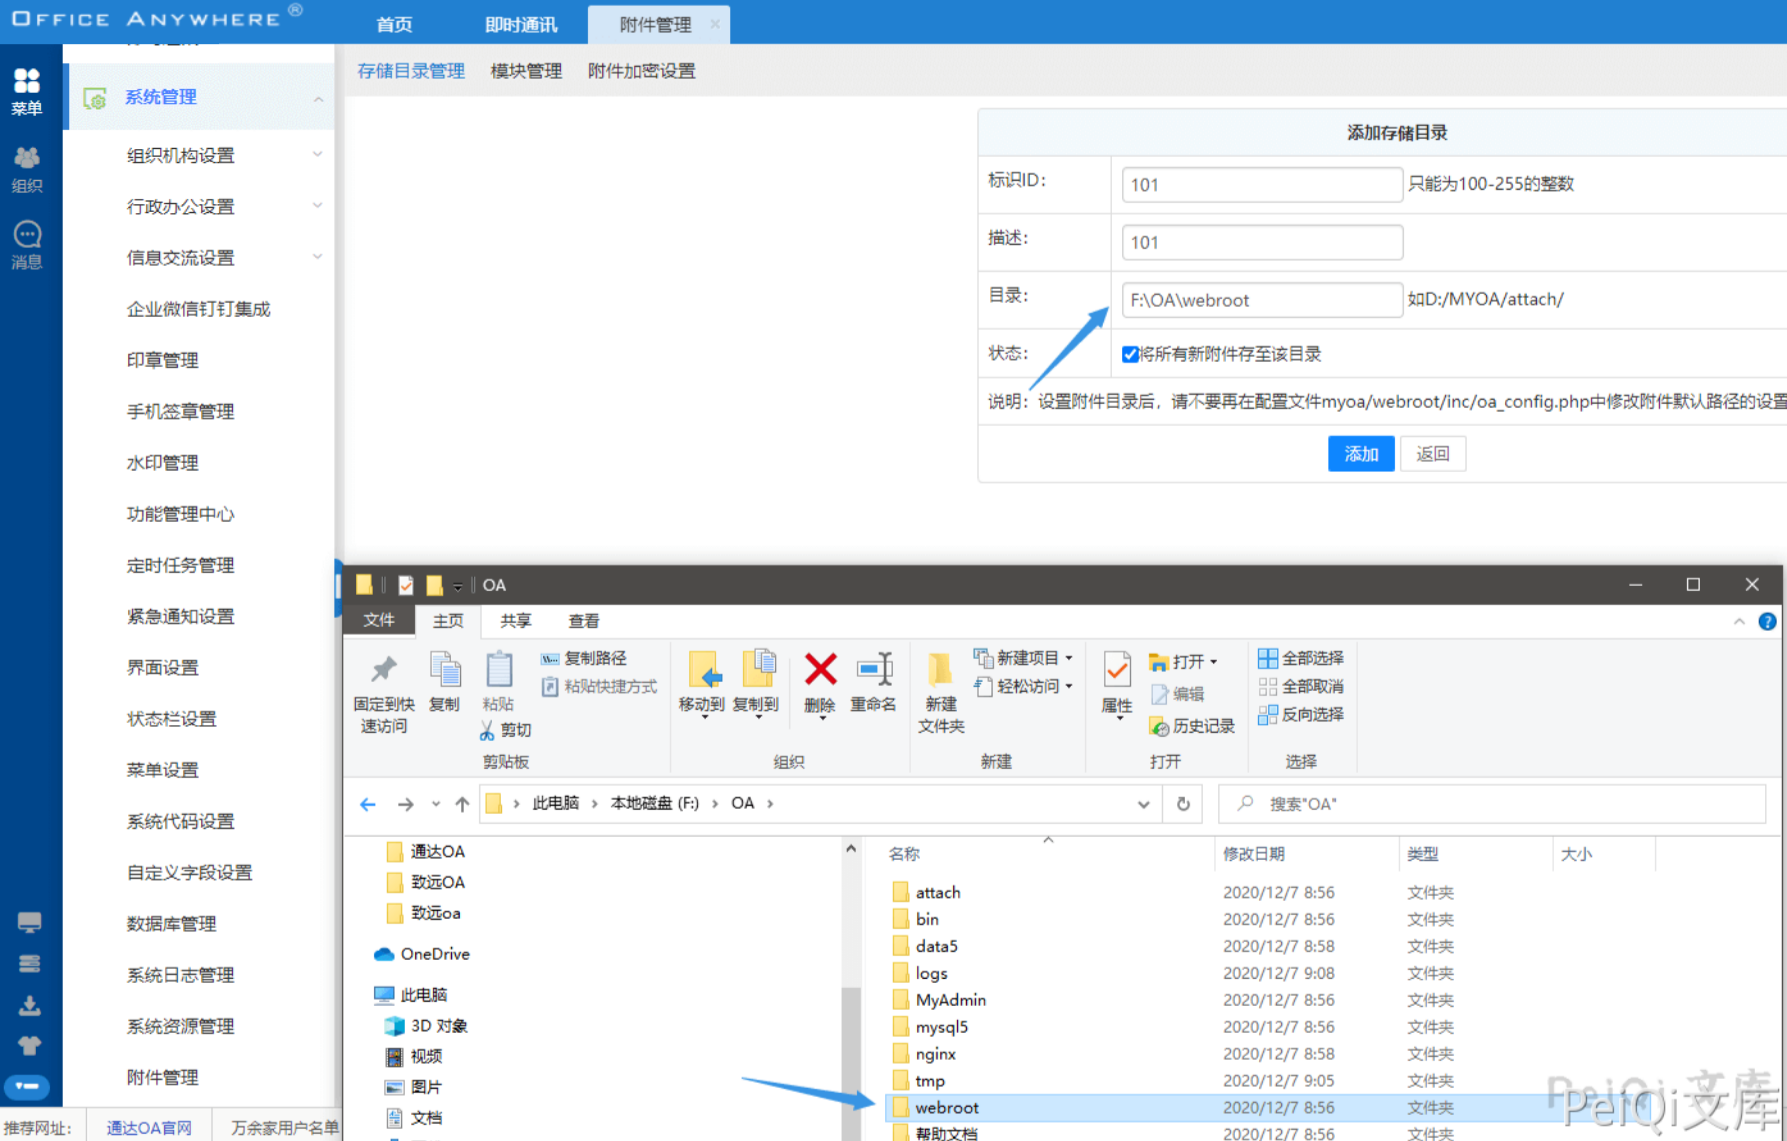 OFFICE ANYWHERE ®
首页
即时通讯
附件管理 ×
菜单
组织
消息
系统管理
组织机构设置
行政办公设置
信息交流设置
企业微信钉钉集成
印章管理
手机签章管理
水印管理
功能管理中心
定时任务管理
紧急通知设置
界面设置
状态栏设置
菜单设置
系统代码设置
自定义字段设置
数据库管理
系统日志管理
系统资源管理
附件管理
推荐网址:
通达OA官网
万余家用户名单
存储目录管理 模块管理 附件加密设置
添加存储目录
标识ID: 101 只能为100-255的整数
描述: 101
目录: F:\OA\webroot 如D:/MYOA/attach/
状态: 将所有新附件存至该目录
说明: 设置附件目录后，请不要再在配置文件myoa/webroot/inc/oa_config.php中修改附件默认路径的设置
添加 返回
OA
文件 主页 共享 查看
固定到快速访问
复制
粘贴
复制路径
粘贴快捷方式
剪切
剪贴板
移动到
复制到
删除
重命名
组织
新建文件夹
新建项目
轻松访问
新建
属性
打开
编辑
历史记录
打开
全部选择
全部取消
反向选择
选择
此电脑 › 本地磁盘 (F:) › OA ›
搜索"OA"
通达OA
致远OA
致远oa
OneDrive
此电脑
3D 对象
视频
图片
文档
名称 修改日期 类型 大小
attach 2020/12/7 8:56 文件夹
bin 2020/12/7 8:56 文件夹
data5 2020/12/7 8:58 文件夹
logs 2020/12/7 9:08 文件夹
MyAdmin 2020/12/7 8:56 文件夹
mysql5 2020/12/7 8:56 文件夹
nginx 2020/12/7 8:58 文件夹
tmp 2020/12/7 9:05 文件夹
webroot 2020/12/7 8:56 文件夹
帮助文档 2020/12/7 8:56 文件夹
PeiQi文库
PeiQi文库